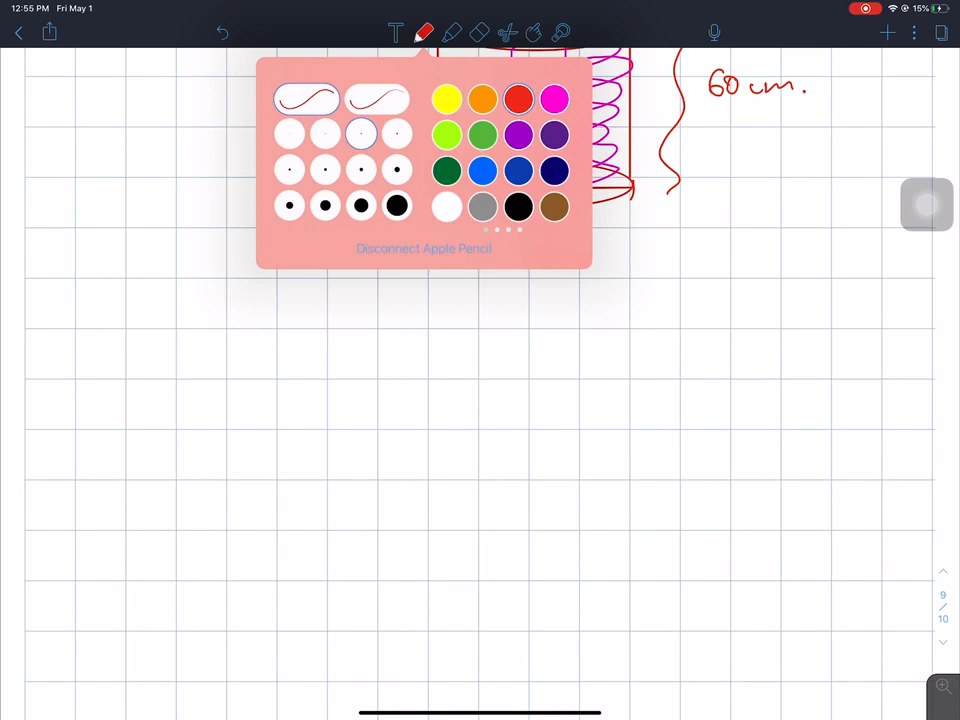 12:55 PM Fri May 1
15%
T
60 cm.
Disconnect Apple Pencil
9
/
10